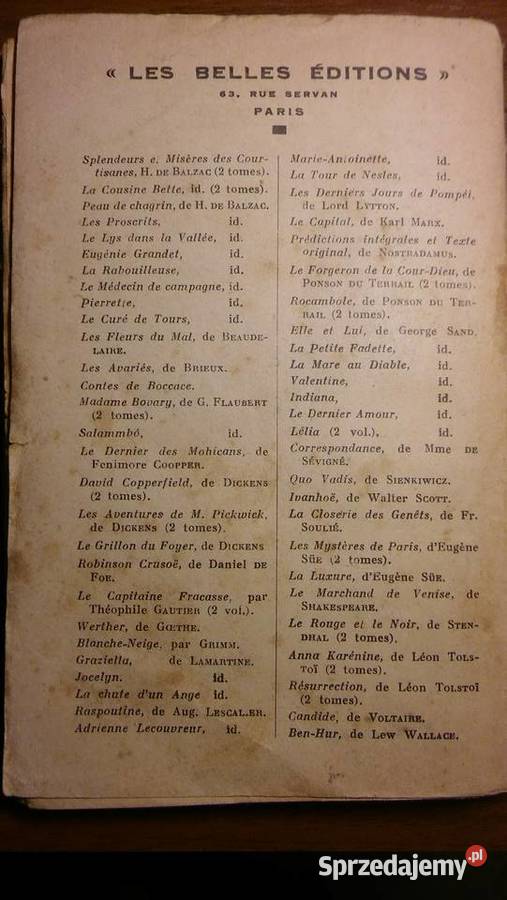 « LES BELLES ÉDITIONS »
63, RUE SERVAN
PARIS
Splendeurs e. Misères des Cour-
tisanes, H. DE BALZAC (2 tomes).
La Cousine Bette, id. (2 tomes).
Peau de chagrin, de H. DE BALZAC.
Les Proscrits, id.
Le Lys dans la Vallée, id.
Eugénie Grandet, id.
La Rabouilleuse, id.
Le Médecin de campagne, id.
Pierrette, id.
Le Curé de Tours, id.
Les Fleurs du Mal, de BEAUDE-
LAIRE.
Les Avariés, de BRIEUX.
Contes de Boccace.
Madame Bovary, de G. FLAUBERT
(2 tomes).
Salammbô, id.
Le Dernier des Mohicans, de
Fenimore COOPPER.
David Copperfield, de DICKENS
(2 tomes).
Les Aventures de M. Pickwick,
de DICKENS (2 tomes).
Le Grillon du Foyer, de DICKENS
Robinson Crusoë, de Daniel DE
FOE.
Le Capitaine Fracasse, par
Théophile GAUTIER (2 vol.).
Werther, de GŒTHE.
Blanche-Neige, par GRIMM.
Graziella, de LAMARTINE.
Jocelyn. id.
La chute d'un Ange id.
Raspoutine, de Aug. LESCAL.ER.
Adrienne Lecouvreur, id.
Marie-Antoinette, id.
La Tour de Nesles, id.
Les Derniers Jours de Pompéi,
de Lord LYTTON.
Le Capital, de Karl MARX.
Prédictions intégrales et Texte
original, de NOSTRADAMUS.
Le Forgeron de la Cour-Dieu, de
PONSON DU TERRAIL (2 tomes).
Rocambole, de PONSON DU TER-
RAIL (2 tomes).
Elle et Lui, de George SAND.
La Petite Fadette, id.
La Mare au Diable, id.
Valentine, id.
Indiana, id.
Le Dernier Amour, id.
Lélia (2 vol.), id.
Correspondance, de Mme DE
SÉVIGNÉ.
Quo Vadis, de SIENKIWICZ.
Ivanhoë, de Walter SCOTT.
La Closerie des Genêts, de Fr.
SOULIÉ.
Les Mystères de Paris, d'Eugène
SÜE (2 tomes).
La Luxure, d'Eugène SÜE.
Le Marchand de Venise, de
SHAKESPEARE.
Le Rouge et le Noir, de STEN-
DHAL (2 tomes).
Anna Karénine, de Léon TOLS-
TOÏ (2 tomes).
Résurrection, de Léon TOLSTOÏ
(2 tomes).
Candide, de VOLTAIRE.
Ben-Hur, de Lew WALLACE.
Sprzedajemy.pl